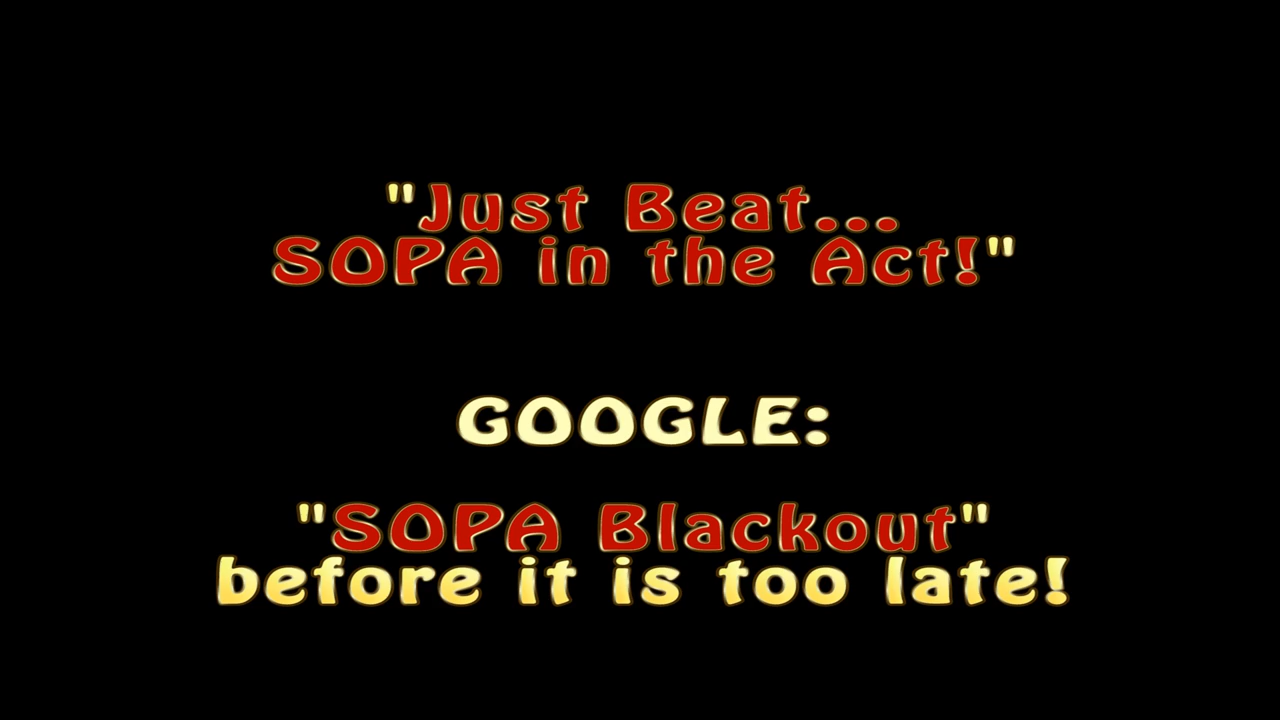 "Just Beat...
SOPA in the Act!"
GOOGLE:
"SOPA Blackout"
before it is too late!